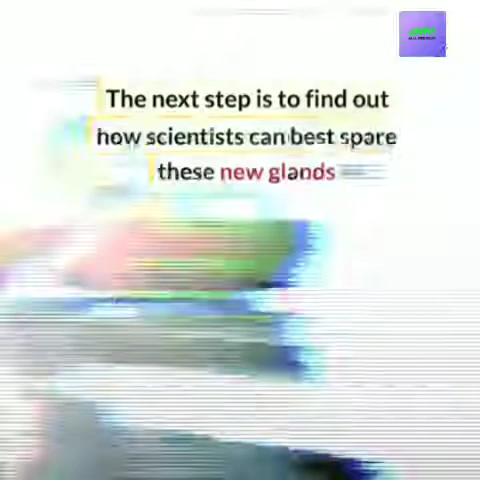 The next step is to find out
how scientists can best spare
these new glands